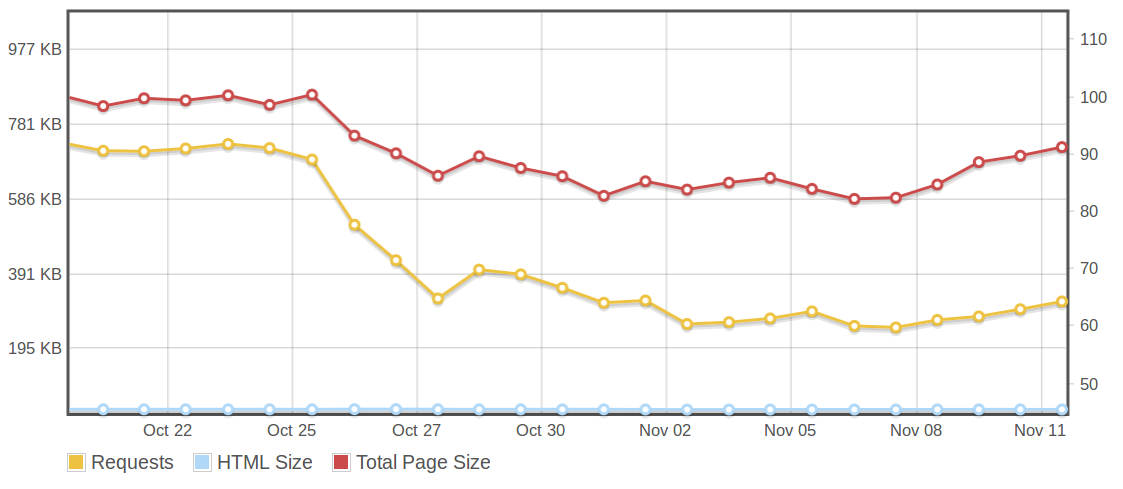 977 KB
781 KB
586 KB
391 KB
195 KB
110
100
90
80
70
60
50
Oct 22 Oct 25 Oct 27 Oct 30 Nov 02 Nov 05 Nov 08 Nov 11
Requests HTML Size Total Page Size